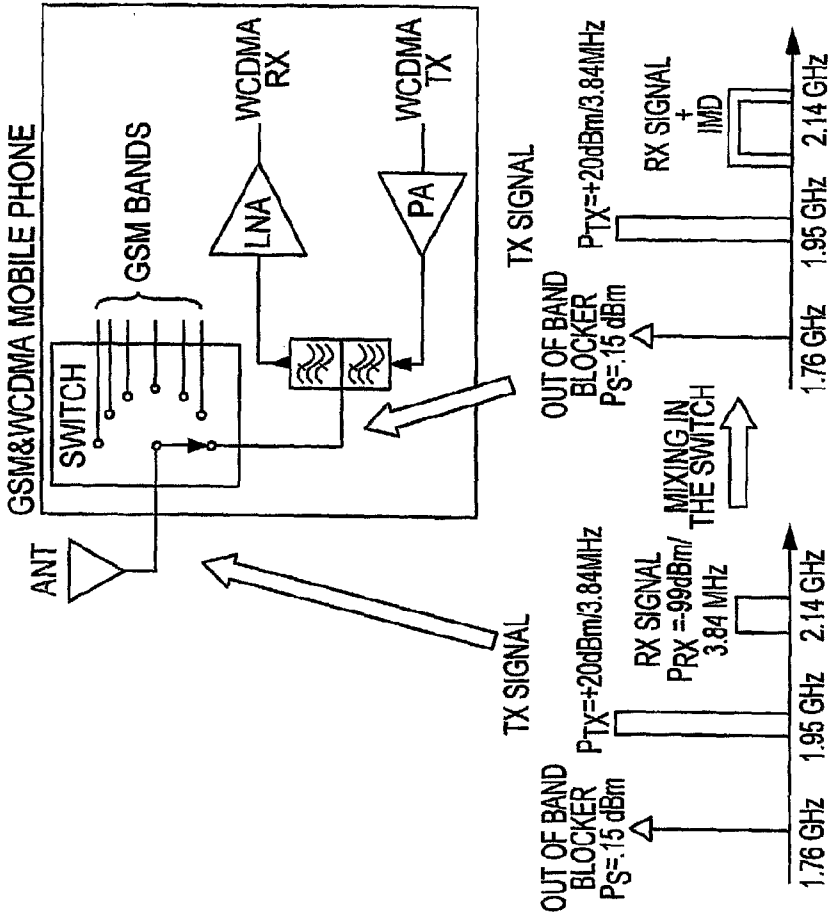 GSM&WCDMA MOBILE PHONE
ANT
SWITCH
GSM BANDS
LNA
WCDMA
RX
PA
WCDMA
TX
TX SIGNAL
OUT OF BAND
BLOCKER
PS=.15 dBm
PTX=+20dBm/3.84MHz
RX SIGNAL
PRX =-99dBm/
3.84 MHz
1.76 GHz
1.95 GHz
2.14 GHz
MIXING IN
THE SWITCH
TX SIGNAL
OUT OF BAND
BLOCKER
PS=.15 dBm
PTX=+20dBm/3.84MHz
RX SIGNAL
+
IMD
1.76 GHz
1.95 GHz
2.14 GHz